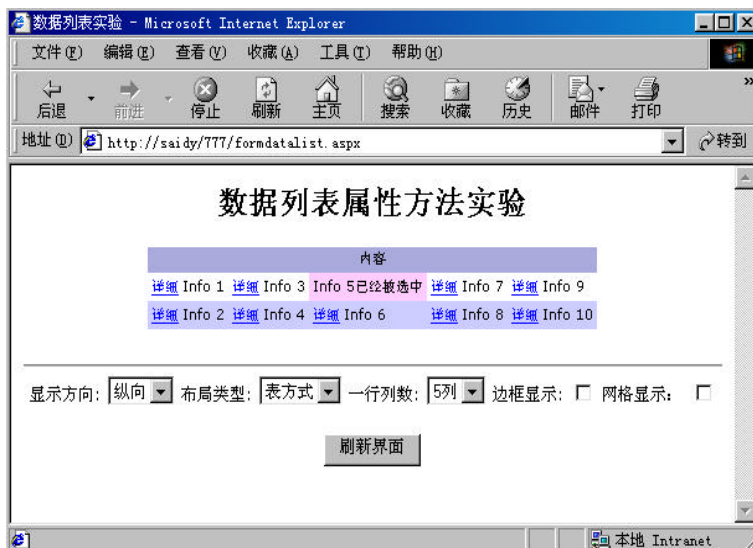 数据列表实验 - Microsoft Internet Explorer
文件(F) 编辑(E) 查看(V) 收藏(A) 工具(T) 帮助(H)
后退 前进 停止 刷新 主页 搜索 收藏 历史 邮件 打印 »
地址(D) http://saidy/777/formdatalist.aspx 转到
数据列表属性方法实验
内容
详细 Info 1 详细 Info 3 Info 5已经被选中 详细 Info 7 详细 Info 9
详细 Info 2 详细 Info 4 详细 Info 6 详细 Info 8 详细 Info 10
显示方向: 纵向 布局类型: 表方式 一行列数: 5列 边框显示: 网格显示:
刷新界面
本地 Intranet